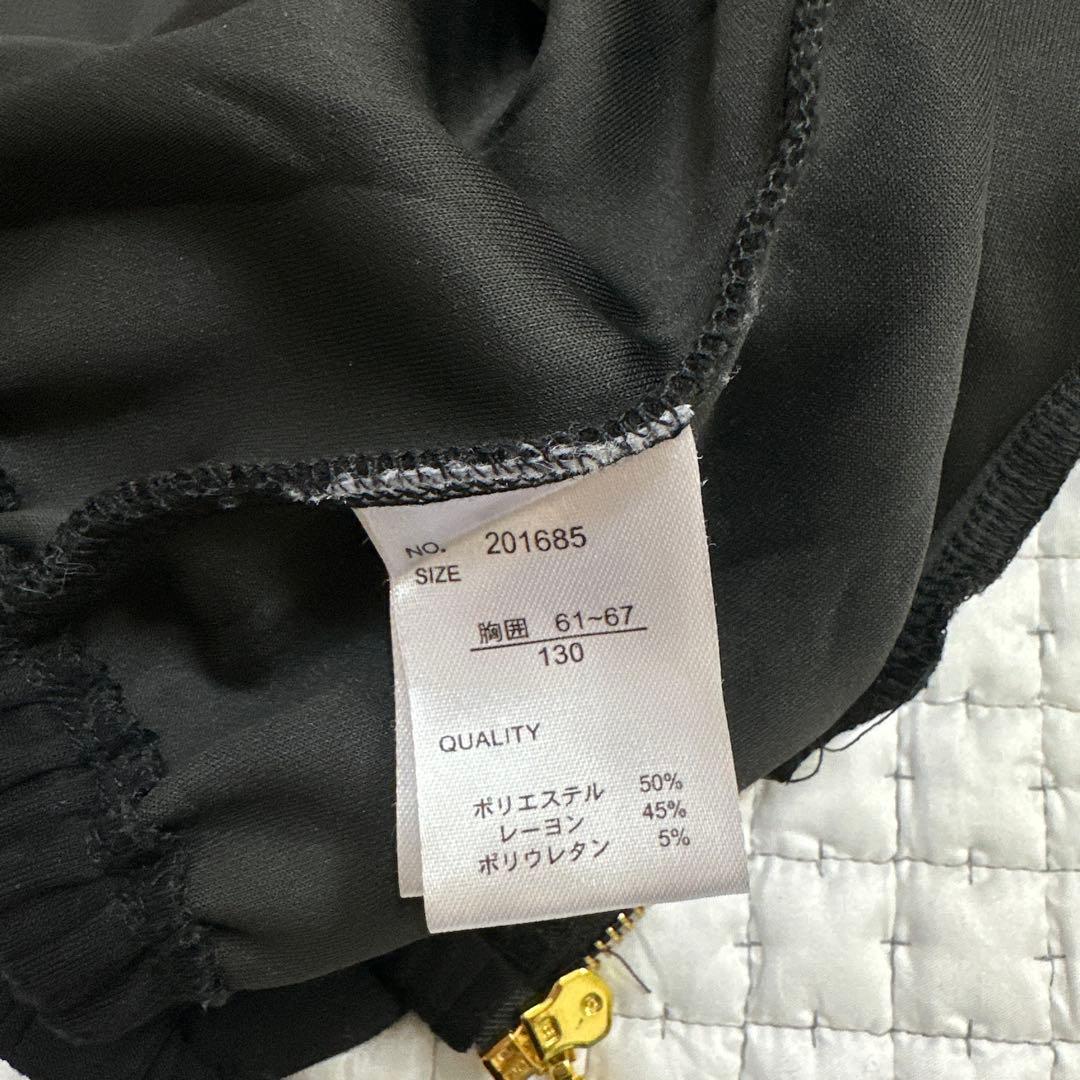 NO. 201685
SIZE
胸囲 61~67
130
QUALITY
ポリエステル 50%
レーヨン 45%
ポリウレタン 5%